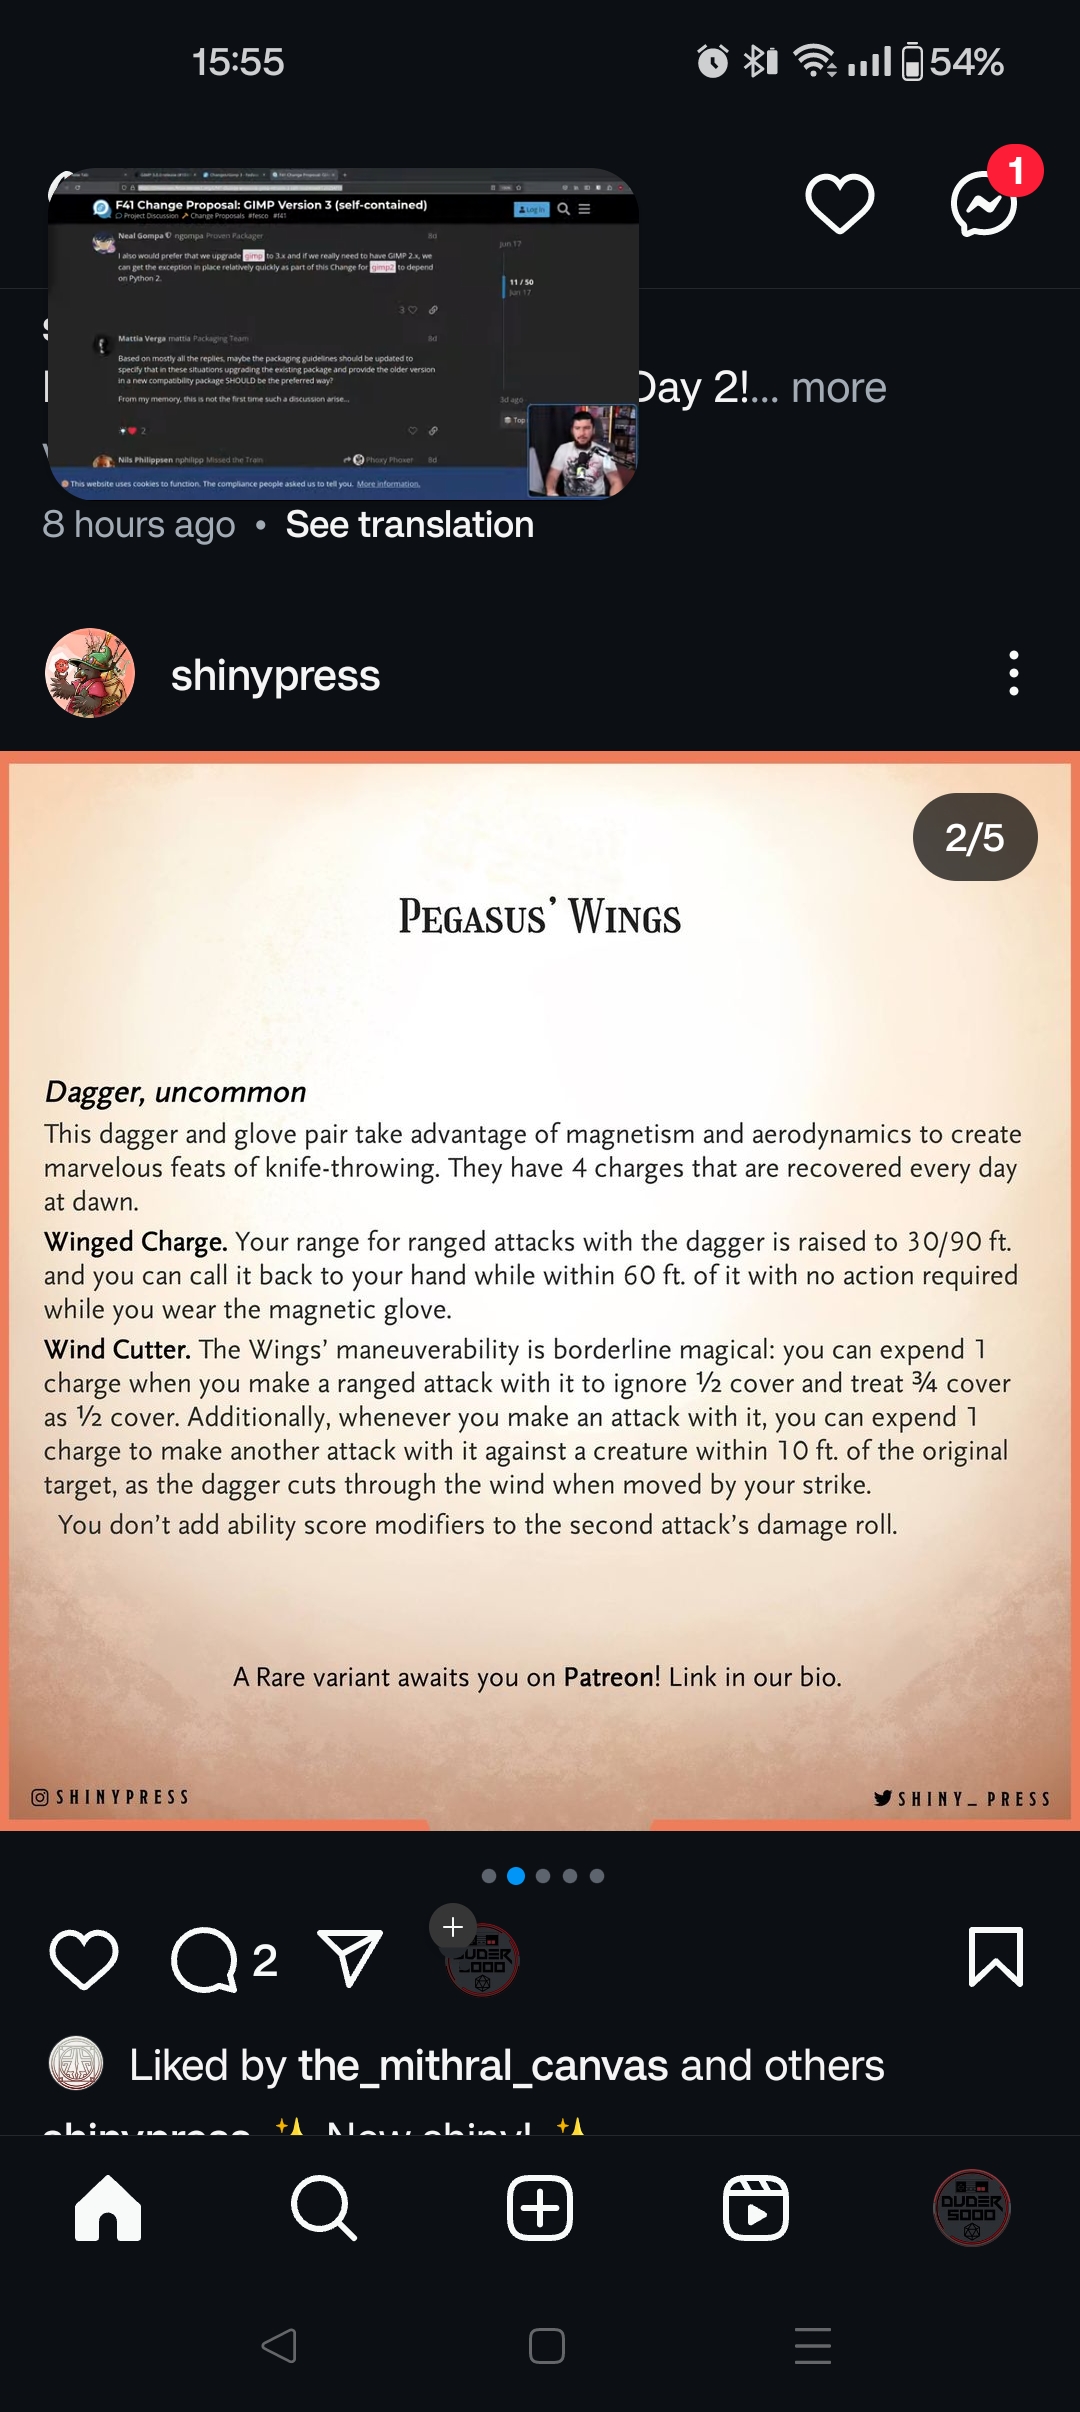 15:55
54%
1
F41 Change Proposal: GIMP Version 3 (self-contained)
Project Discussion Change Proposals #fesco #f41
Log In
Neal Gompa ngompa Proven Packager 8d
I also would prefer that we upgrade gimp to 3.x and if we really need to have GIMP 2.x, we
can get the exception in place relatively quickly as part of this Change for gimp2 to depend
on Python 2.
3
Jun 17
11 / 50
Jun 17
Mattia Verga mattia Packaging Team 8d
Based on mostly all the replies, maybe the packaging guidelines should be updated to
specify that in these situations upgrading the existing package and provide the older version
in a new compatibility package SHOULD be the preferred way?
From my memory, this is not the first time such a discussion arise...
3d ago
2
Nils Philippsen nphilipp Missed the Train Phoxy Phoxer 8d
This website uses cookies to function. The compliance people asked us to tell you. More information.
Day 2!... more
8 hours ago • See translation
shinypress
2/5
Pegasus' Wings
Dagger, uncommon
This dagger and glove pair take advantage of magnetism and aerodynamics to create
marvelous feats of knife-throwing. They have 4 charges that are recovered every day
at dawn.
Winged Charge. Your range for ranged attacks with the dagger is raised to 30/90 ft.
and you can call it back to your hand while within 60 ft. of it with no action required
while you wear the magnetic glove.
Wind Cutter. The Wings' maneuverability is borderline magical: you can expend 1
charge when you make a ranged attack with it to ignore ½ cover and treat ¾ cover
as ½ cover. Additionally, whenever you make an attack with it, you can expend 1
charge to make another attack with it against a creature within 10 ft. of the original
target, as the dagger cuts through the wind when moved by your strike.
You don't add ability score modifiers to the second attack's damage roll.
A Rare variant awaits you on Patreon! Link in our bio.
SHINYPRESS
SHINY_PRESS
2
Liked by the_mithral_canvas and others
shinypress ✨ New shiny! ✨
DUDER
5000